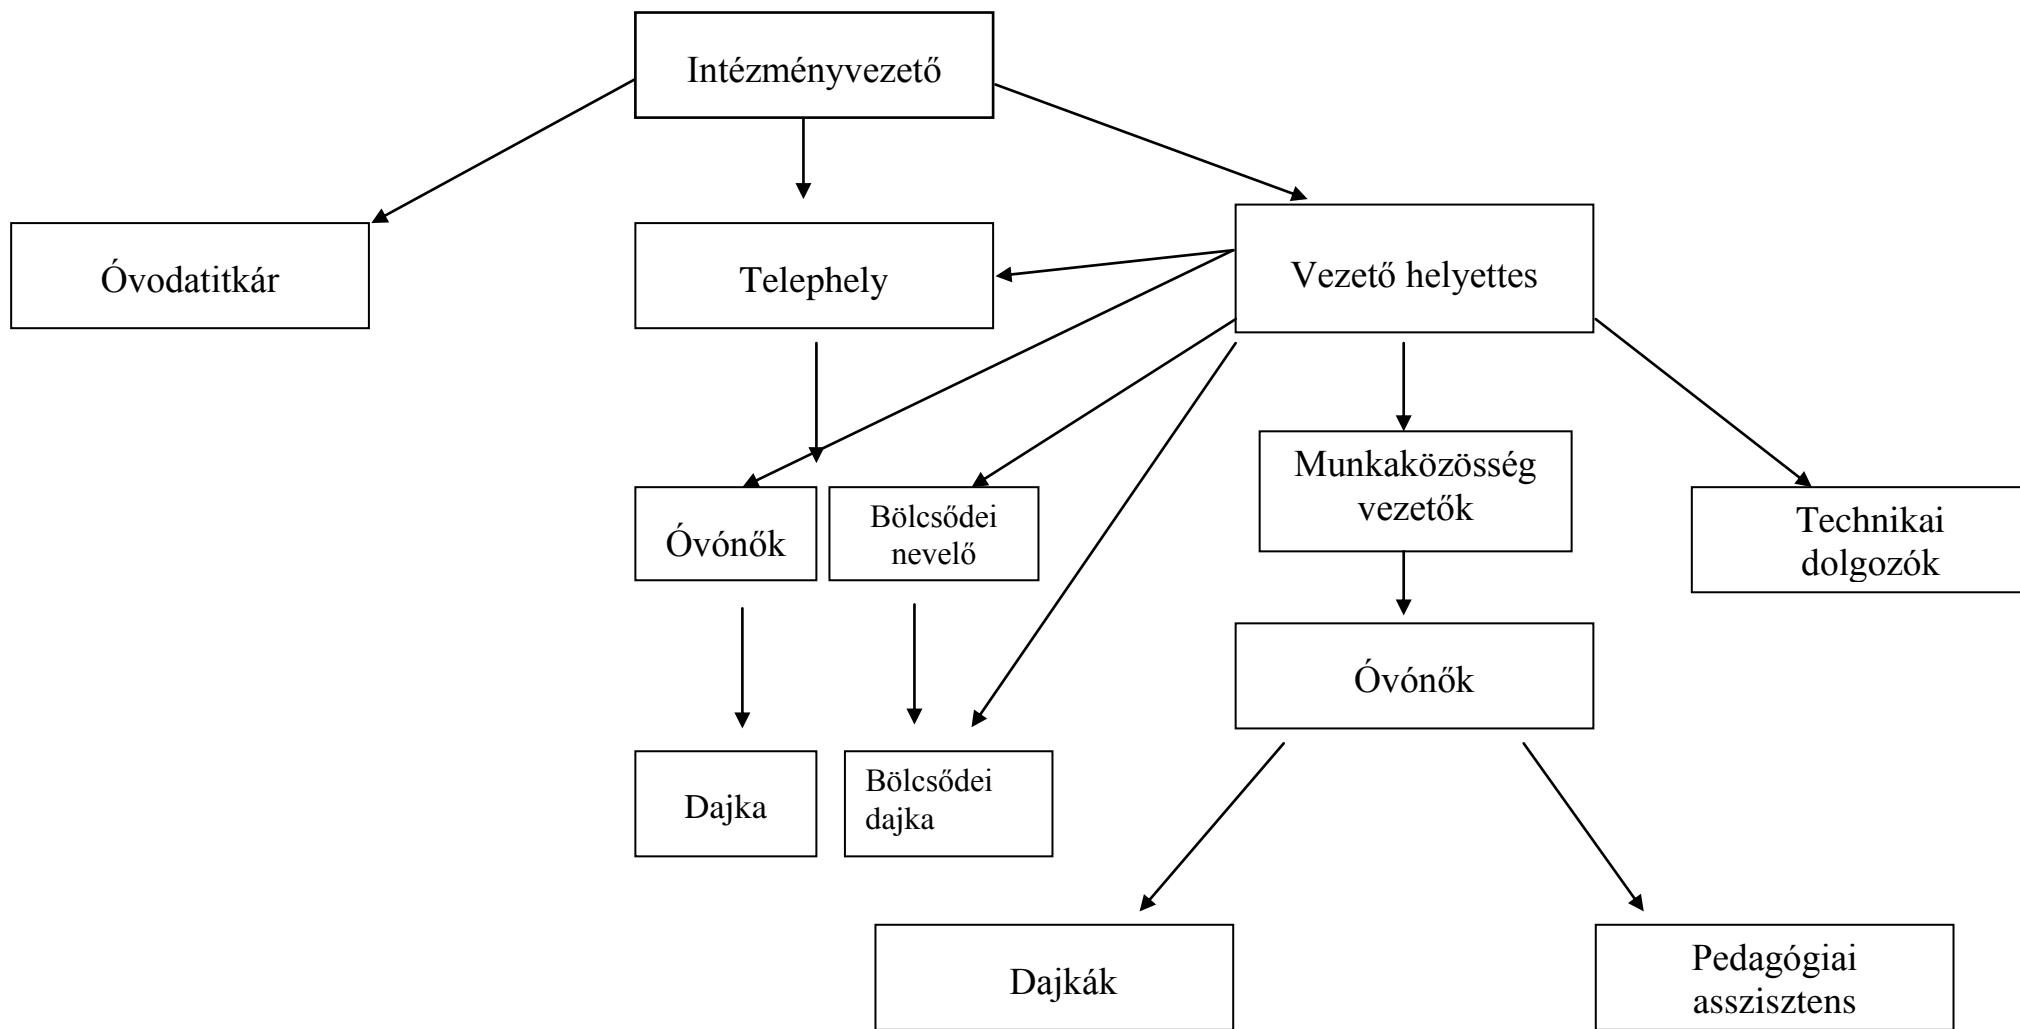 Intézményvezető
Óvodatitkár
Telephely
Vezető helyettes
Óvónők
Bölcsődei
nevelő
Munkaközösség
vezetők
Technikai
dolgozók
Óvónők
Dajka
Bölcsődei
dajka
Dajkák
Pedagógiai
asszisztens